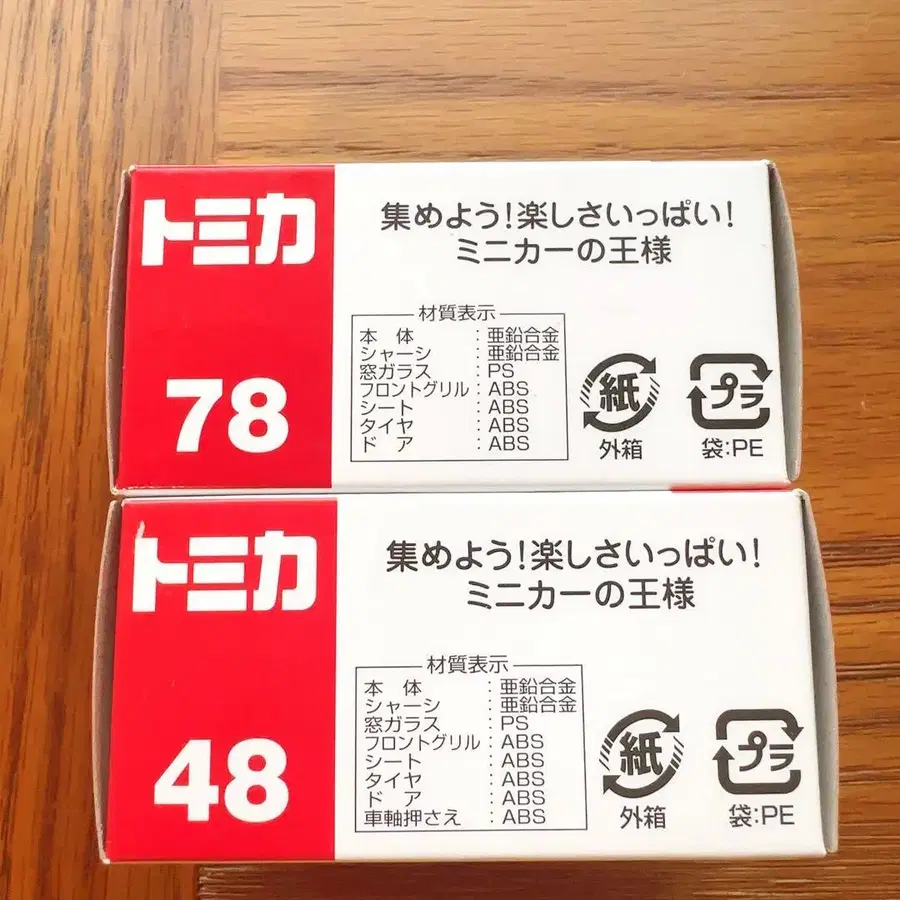 トミカ
78
集めよう!楽しさいっぱい!
ミニカーの王様
材質表示
本 体 : 亜鉛合金
シャーシ : 亜鉛合金
窓ガラス : PS
フロントグリル : ABS
シート : ABS
タイヤ : ABS
ド ア : ABS
紙
外箱
プラ
袋:PE
トミカ
48
集めよう!楽しさいっぱい!
ミニカーの王様
材質表示
本 体 : 亜鉛合金
シャーシ : 亜鉛合金
窓ガラス : PS
フロントグリル : ABS
シート : ABS
タイヤ : ABS
ド ア : ABS
車軸押さえ : ABS
紙
外箱
プラ
袋:PE